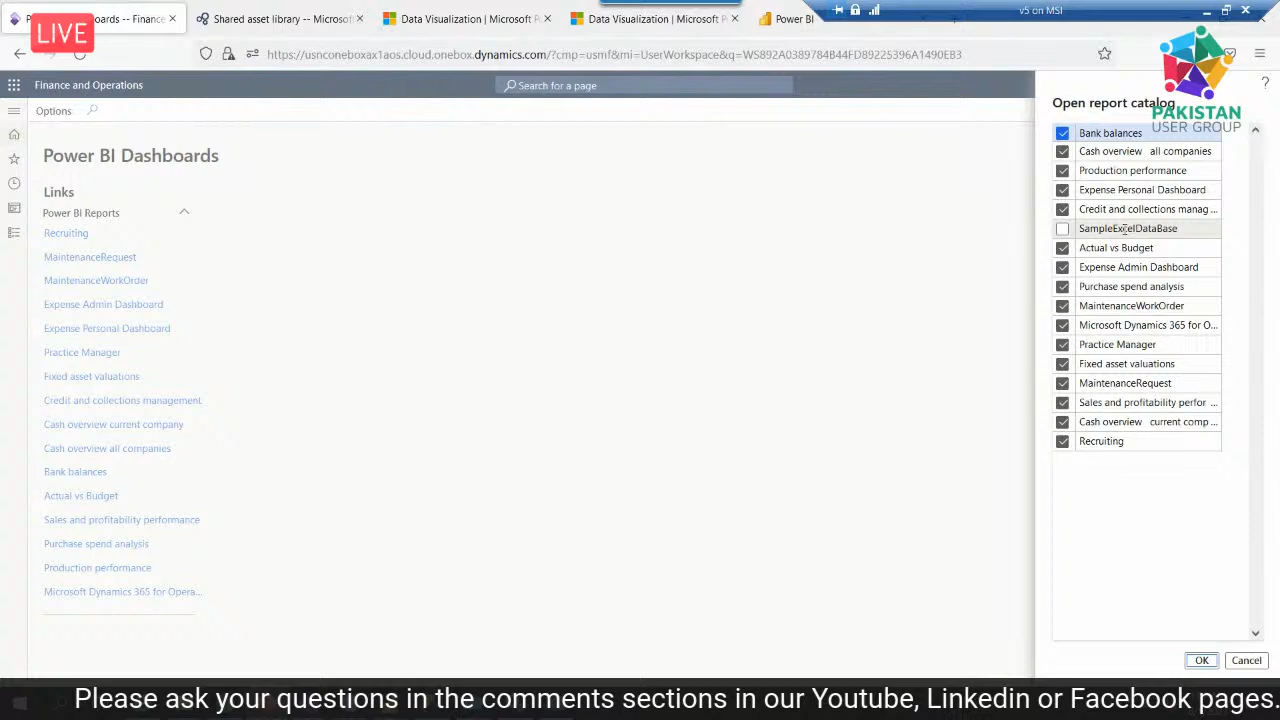 Shared asset library -- Microsof
Data Visualization | Microsoft P
Data Visualization | Microsoft P
Power BI
v5 on MSI
LIVE
https://usnconeboxax1aos.cloud.onebo
dynamics.com/?cmp=usmf&mi=UserWorkspace&q=WS892A0389784B44FD89225396A1490EB3
Finance and Operations
Search for a page
?
Options
Open report catalog
PAKISTAN
USER GROUP
Power BI Dashboards
Links
Power BI Reports
Recruiting
MaintenanceRequest
MaintenanceWorkOrder
Expense Admin Dashboard
Expense Personal Dashboard
Practice Manager
Fixed asset valuations
Credit and collections management
Cash overview current company
Cash overview all companies
Bank balances
Actual vs Budget
Sales and profitability performance
Purchase spend analysis
Production performance
Microsoft Dynamics 365 for Opera...
Bank balances
Cash overview all companies
Production performance
Expense Personal Dashboard
Credit and collections manag ...
SampleExcelDataBase
Actual vs Budget
Expense Admin Dashboard
Purchase spend analysis
MaintenanceWorkOrder
Microsoft Dynamics 365 for O...
Practice Manager
Fixed asset valuations
MaintenanceRequest
Sales and profitability perfor ...
Cash overview current comp ...
Recruiting
OK
Cancel
Please ask your questions in the comments sections in our Youtube, Linkedin or Facebook pages.